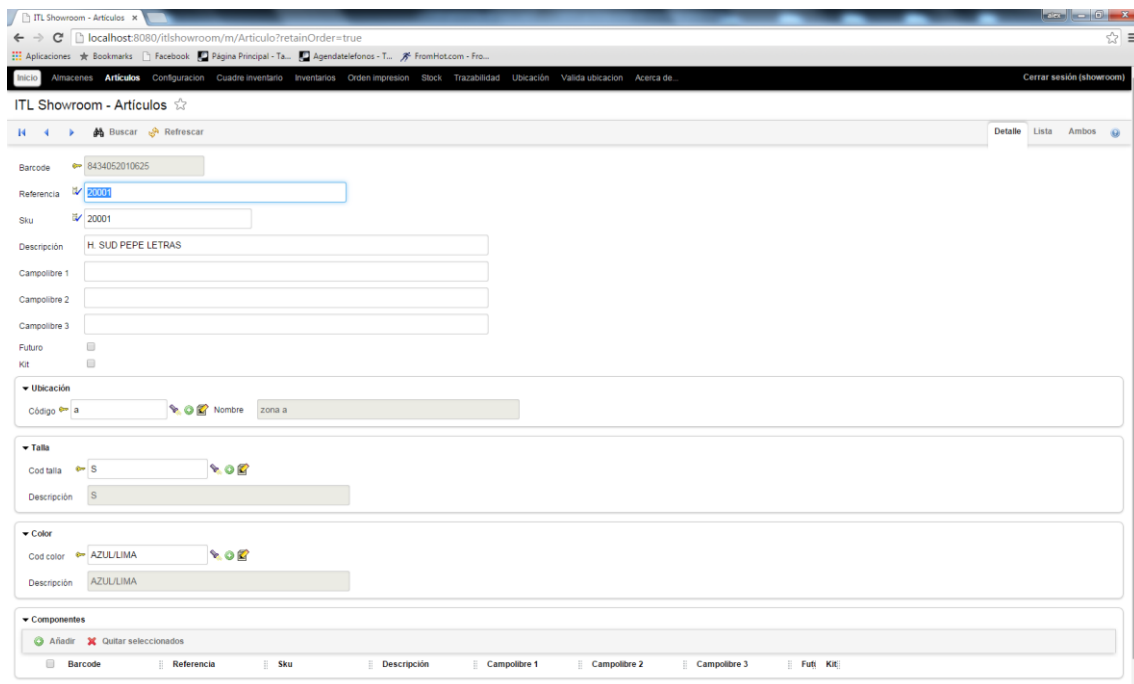 ITL Showroom - Artículos
alex
localhost:8080/itlshowroom/m/Articulo?retainOrder=true
Aplicaciones Bookmarks Facebook Página Principal - Ta... Agendatelefonos - T... FromHot.com - Fro...
Inicio Almacenes Artículos Configuracion Cuadre inventario Inventarios Orden impresion Stock Trazabilidad Ubicación Valida ubicacion Acerca de... Cerrar sesión (showroom)
ITL Showroom - Artículos
Buscar Refrescar Detalle Lista Ambos
Barcode 8434052010625
Referencia 20001
Sku 20001
Descripción H. SUD PEPE LETRAS
Campolibre 1
Campolibre 2
Campolibre 3
Futuro
Kit
Ubicación
Código a Nombre zona a
Talla
Cod talla S
Descripción S
Color
Cod color AZUL/LIMA
Descripción AZUL/LIMA
Componentes
Añadir Quitar seleccionados
Barcode Referencia Sku Descripción Campolibre 1 Campolibre 2 Campolibre 3 Fut Kit